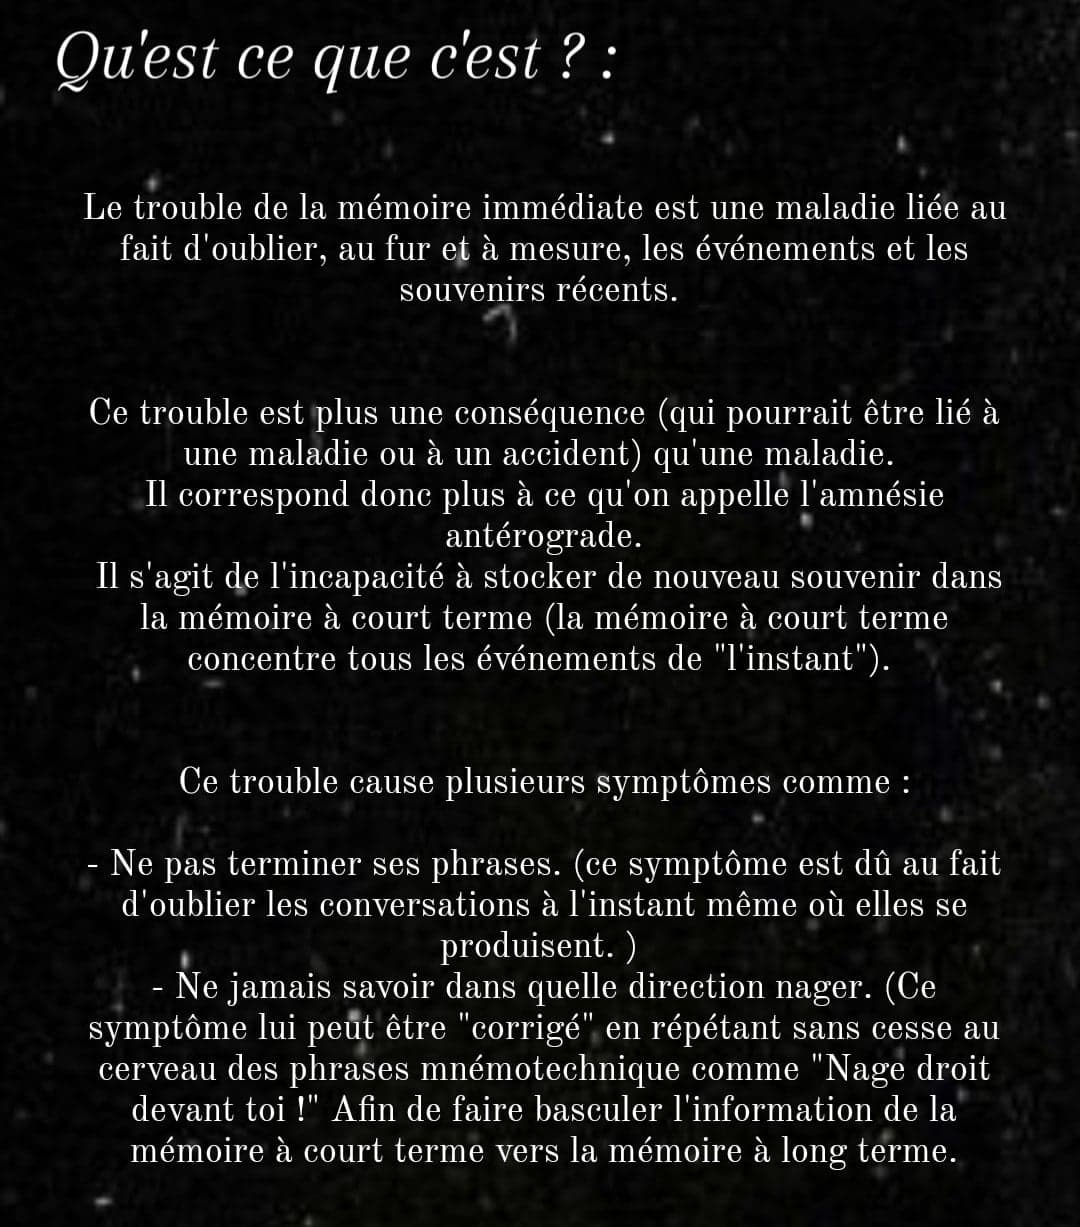 Qu'est ce que c'est ? :
Le trouble de la mémoire immédiate est une maladie liée au
fait d'oublier, au fur et à mesure, les événements et les
souvenirs récents.
Ce trouble est plus une conséquence (qui pourrait être lié à
une maladie ou à un accident) qu'une maladie.
Il correspond donc plus à ce qu'on appelle l'amnésie
antérograde.
Il s'agit de l'incapacité à stocker de nouveau souvenir dans
la mémoire à court terme (la mémoire à court terme
concentre tous les événements de "l'instant").
Ce trouble cause plusieurs symptômes comme :
- Ne pas terminer ses phrases. (ce symptôme est dû au fait
d'oublier les conversations à l'instant même où elles se
produisent. )
- Ne jamais savoir dans quelle direction nager. (Ce
symptôme lui peut être "corrigé" en répétant sans cesse au
cerveau des phrases mnémotechnique comme "Nage droit
devant toi !" Afin de faire basculer l'information de la
mémoire à court terme vers la mémoire à long terme.